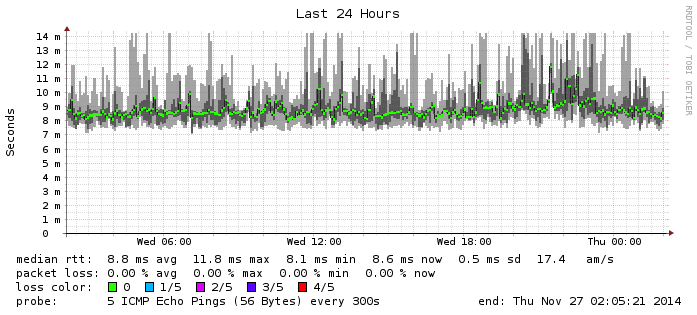 Last 24 Hours
RRDTOOL / TOBI OETIKER
Seconds
14 m
13 m
12 m
11 m
10 m
9 m
8 m
7 m
6 m
5 m
4 m
3 m
2 m
1 m
0
Wed 06:00 Wed 12:00 Wed 18:00 Thu 00:00
median rtt: 8.8 ms avg 11.8 ms max 8.1 ms min 8.6 ms now 0.5 ms sd 17.4 am/s
packet loss: 0.00 % avg 0.00 % max 0.00 % min 0.00 % now
loss color: 0 1/5 2/5 3/5 4/5
probe: 5 ICMP Echo Pings (56 Bytes) every 300s end: Thu Nov 27 02:05:21 2014